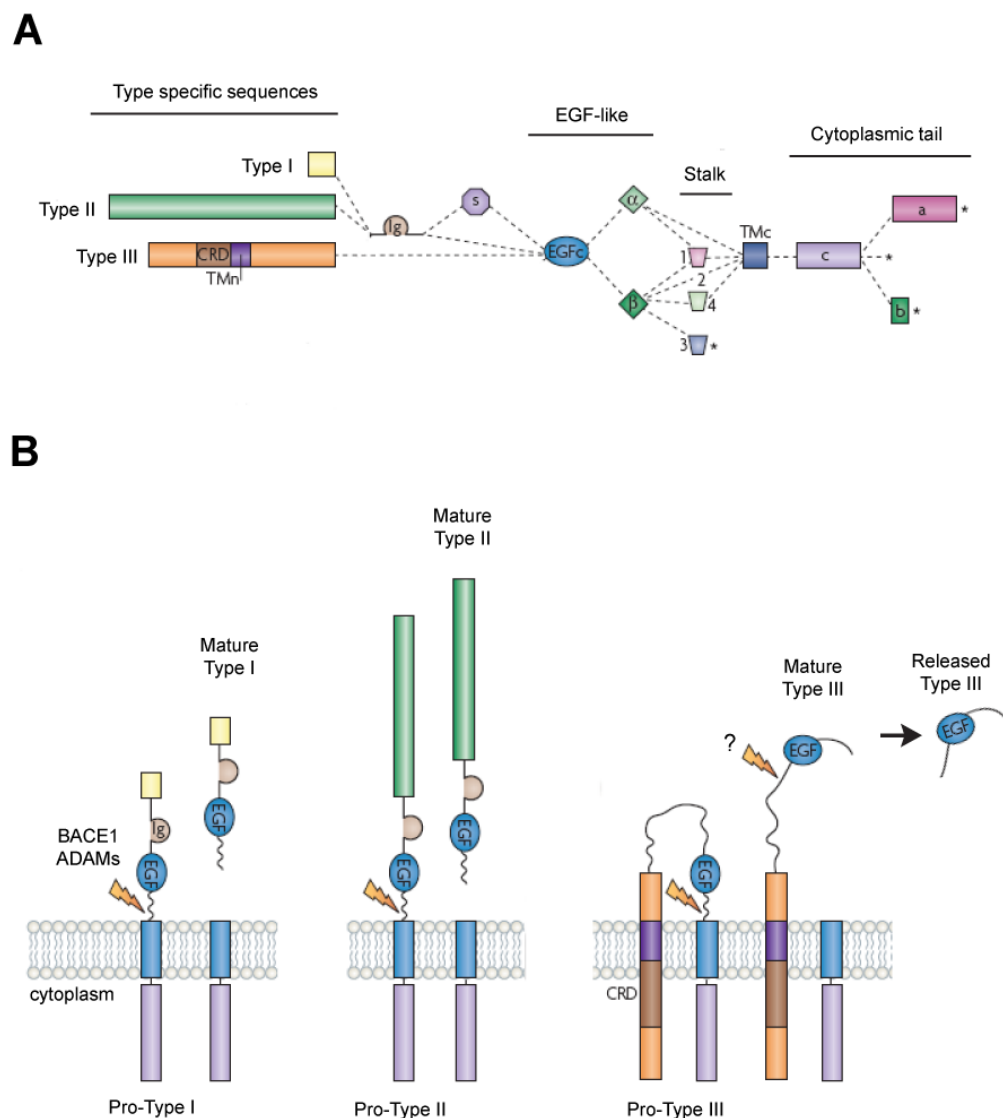 A
Type specific sequences
EGF-like
Cytoplasmic tail
Type I
Stalk
s
α
Type II
a
*
Ig
TMc
Type III
CRD
EGFc
1
c
*
TMn
2
β
4
b
*
3
*
B
Mature
Type II
Mature
Type I
Mature
Type III
Released
Type III
?
EGF
EGF
Ig
BACE1
ADAMs
EGF
EGF
EGF
EGF
EGF
cytoplasm
CRD
Pro-Type I
Pro-Type II
Pro-Type III